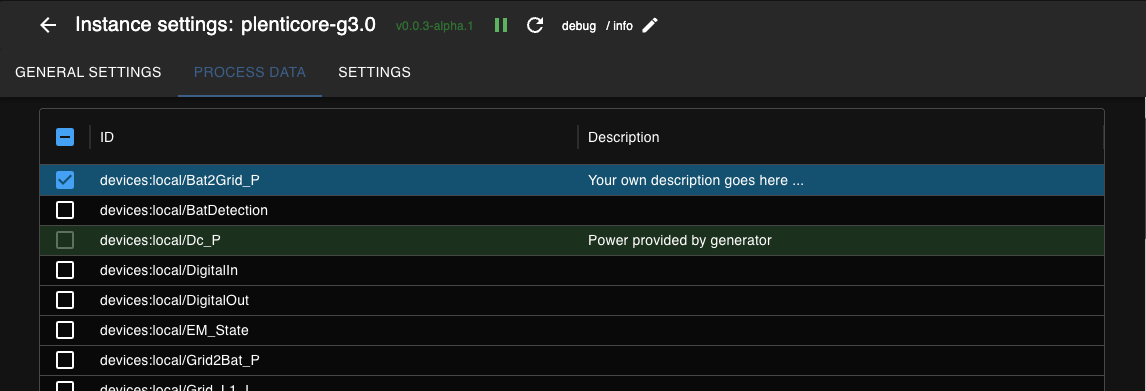 Instance settings: plenticore-g3.0 v0.0.3-alpha.1 debug / info
GENERAL SETTINGS PROCESS DATA SETTINGS
ID Description
devices:local/Bat2Grid_P Your own description goes here ...
devices:local/BatDetection
devices:local/Dc_P Power provided by generator
devices:local/DigitalIn
devices:local/DigitalOut
devices:local/EM_State
devices:local/Grid2Bat_P
devices:local/Grid_L1_I